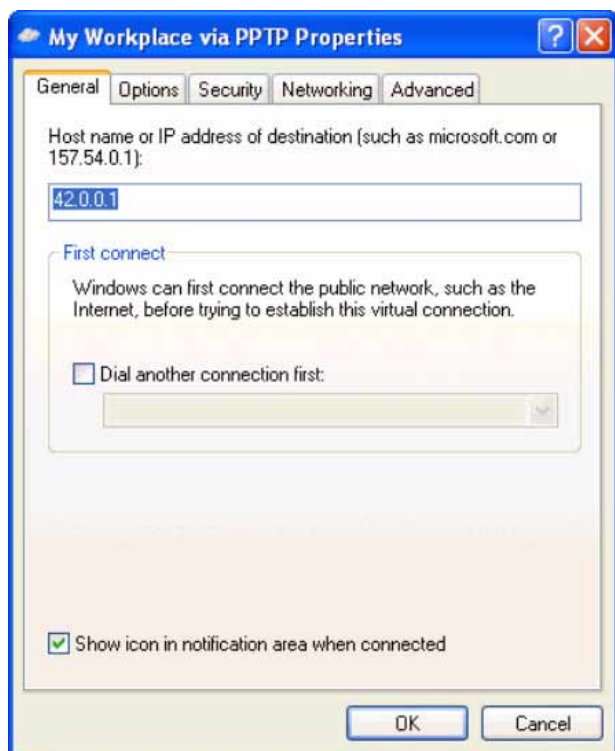 My Workplace via PPTP Properties
General Options Security Networking Advanced
Host name or IP address of destination (such as microsoft.com or
157.54.0.1):
42.0.0.1
First connect
Windows can first connect the public network, such as the
Internet, before trying to establish this virtual connection.
Dial another connection first:
Show icon in notification area when connected
OK Cancel